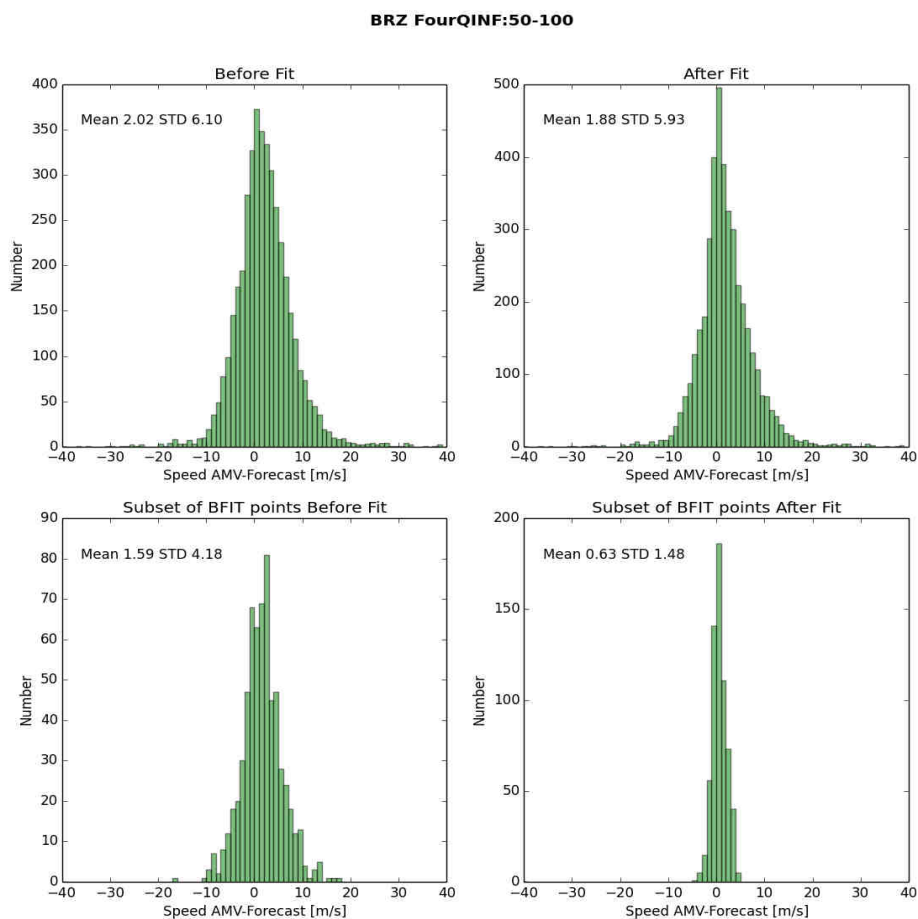 BRZ FourQINF:50-100
Before Fit
Mean 2.02 STD 6.10
400
350
300
250
200
150
100
50
0
Number
−40 −30 −20 −10 0 10 20 30 40
Speed AMV-Forecast [m/s]
After Fit
Mean 1.88 STD 5.93
500
400
300
200
100
0
Number
−40 −30 −20 −10 0 10 20 30 40
Speed AMV-Forecast [m/s]
Subset of BFIT points Before Fit
Mean 1.59 STD 4.18
90
80
70
60
50
40
30
20
10
0
Number
−40 −30 −20 −10 0 10 20 30 40
Speed AMV-Forecast [m/s]
Subset of BFIT points After Fit
Mean 0.63 STD 1.48
200
150
100
50
0
Number
−40 −30 −20 −10 0 10 20 30 40
Speed AMV-Forecast [m/s]